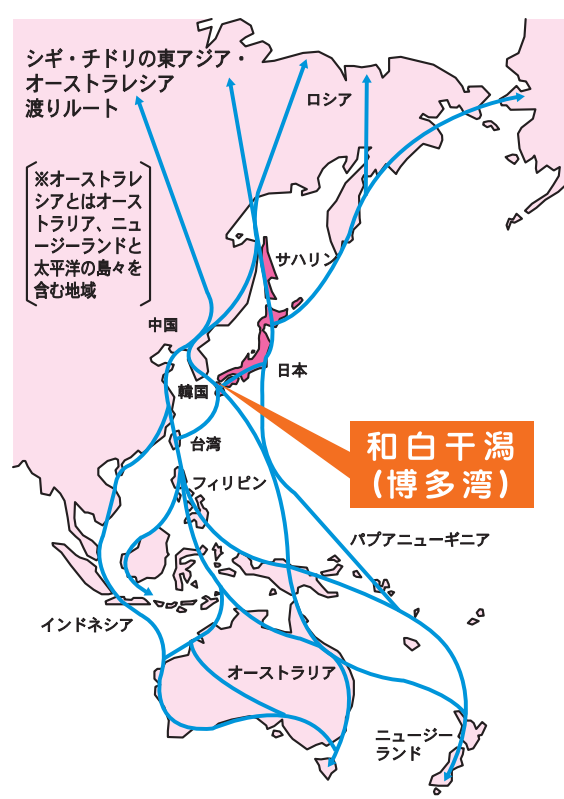 シギ・チドリの東アジア・
オーストラレシア
渡りルート
※オーストラレ
シアとはオース
トラリア、ニュ
ージーランドと
太平洋の島々を
含む地域
ロシア
サハリン
中国
日本
韓国
台湾
和白干潟
(博多湾)
フィリピン
パプアニューギニア
インドネシア
オーストラリア
ニュージー
ランド